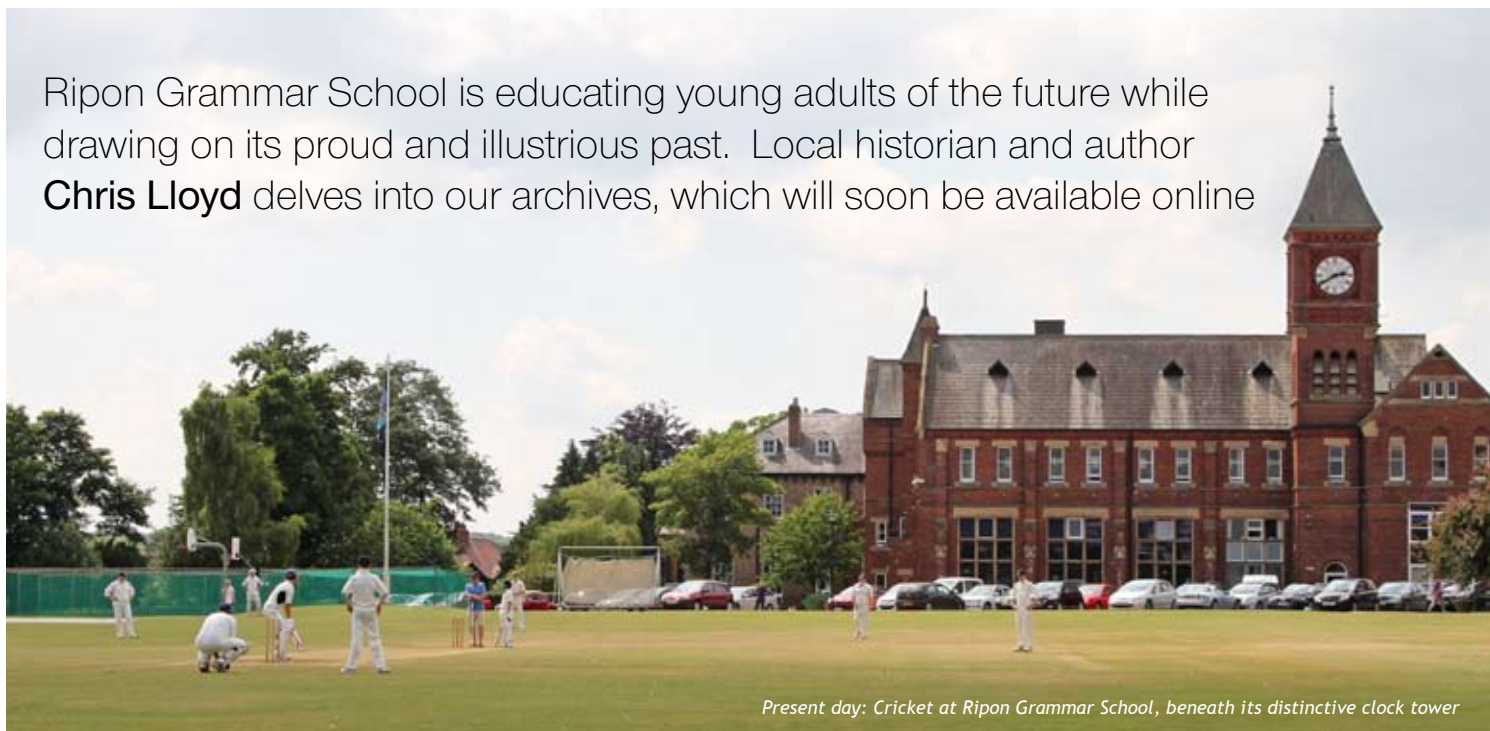 Ripon Grammar School is educating young adults of the future while
drawing on its proud and illustrious past.  Local historian and author
Chris Lloyd delves into our archives, which will soon be available online
Present day: Cricket at Ripon Grammar School, beneath its distinctive clock tower